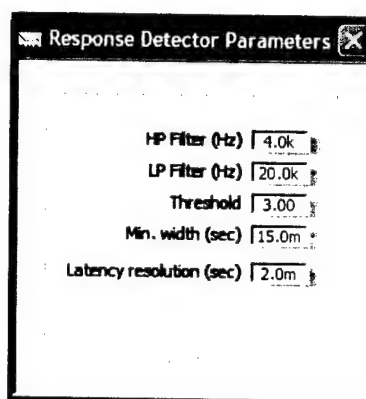 Response Detector Parameters
HP Filter (Hz) 4.0k
LP Filter (Hz) 20.0k
Threshold 3.00
Min. width (sec) 15.0m
Latency resolution (sec) 2.0m